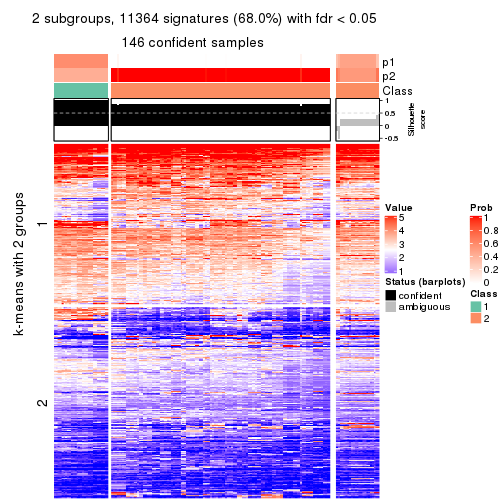 2 subgroups, 11364 signatures (68.0%) with fdr < 0.05
146 confident samples
p1
p2
Class
1
0.5
0
-0.5
Silhouette
score
k-means with 2 groups
1
2
Value
5
4
3
2
1
Status (barplots)
confident
ambiguous
Prob
1
0.8
0.6
0.4
0.2
0
Class
1
2